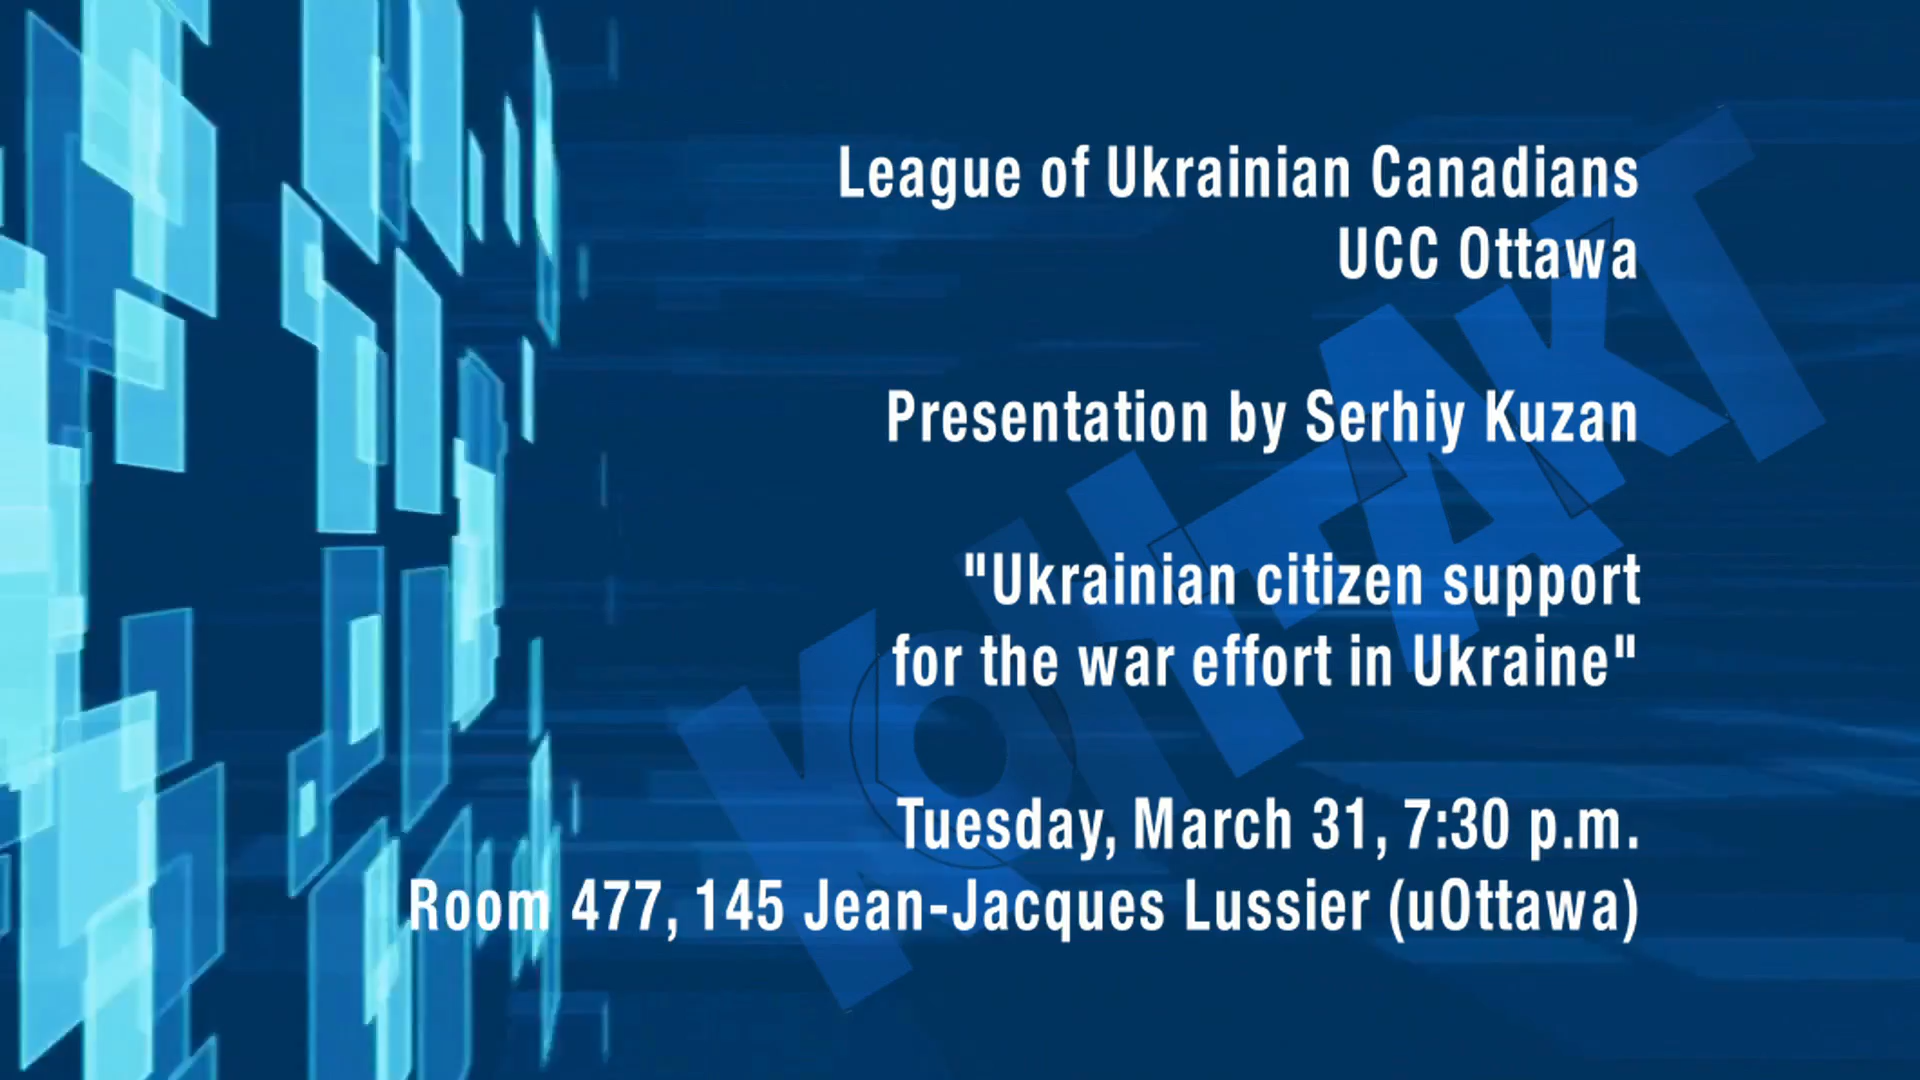 League of Ukrainian Canadians
UCC Ottawa
Presentation by Serhiy Kuzan
"Ukrainian citizen support
for the war effort in Ukraine"
Tuesday, March 31, 7:30 p.m.
Room 477, 145 Jean-Jacques Lussier (uOttawa)
КОНТАКТ